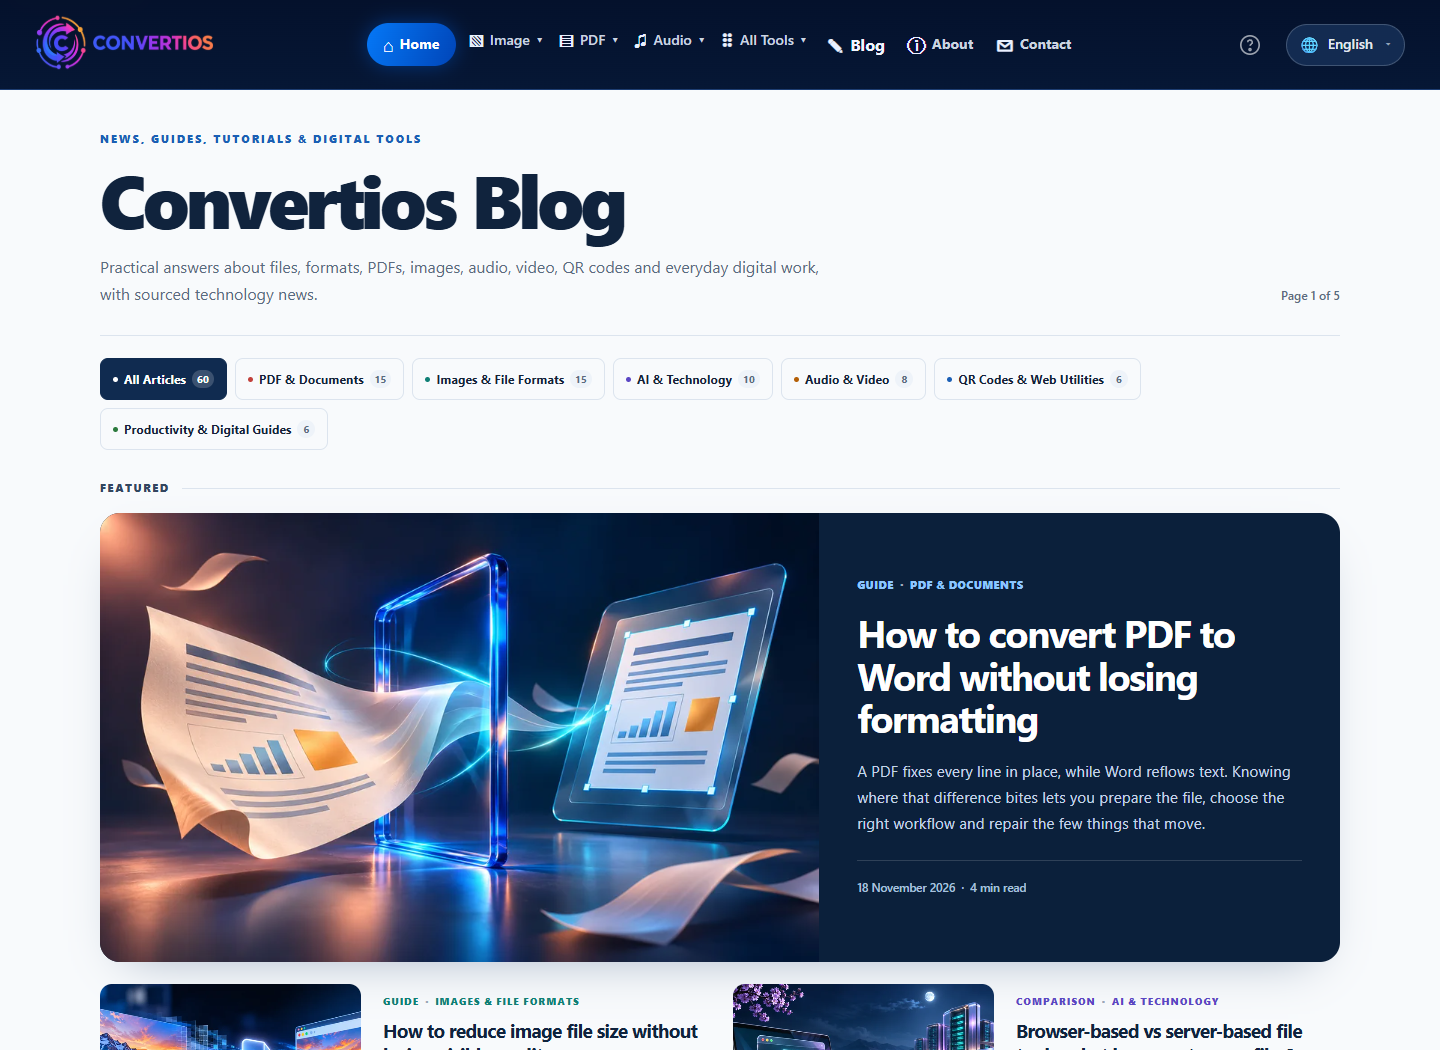 CONVERTIOS
Home
Image
PDF
Audio
All Tools
Blog
About
Contact
English
NEWS, GUIDES, TUTORIALS & DIGITAL TOOLS
Convertios Blog
Practical answers about files, formats, PDFs, images, audio, video, QR codes and everyday digital work,
with sourced technology news.
Page 1 of 5
All Articles 60
PDF & Documents 15
Images & File Formats 15
AI & Technology 10
Audio & Video 8
QR Codes & Web Utilities 6
Productivity & Digital Guides 6
FEATURED
GUIDE · PDF & DOCUMENTS
How to convert PDF to
Word without losing
formatting
A PDF fixes every line in place, while Word reflows text. Knowing
where that difference bites lets you prepare the file, choose the
right workflow and repair the few things that move.
18 November 2026 · 4 min read
GUIDE · IMAGES & FILE FORMATS
How to reduce image file size without
COMPARISON · AI & TECHNOLOGY
Browser-based vs server-based file